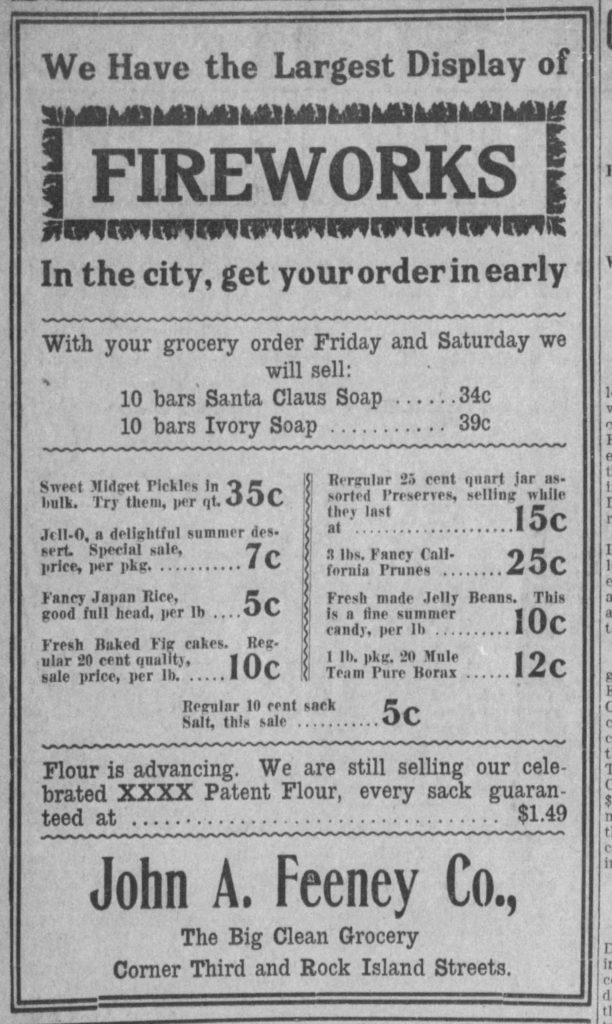 We Have the Largest Display of
FIREWORKS
In the city, get your order in early
With your grocery order Friday and Saturday we
will sell:
10 bars Santa Claus Soap ...... 34c
10 bars Ivory Soap ........... 39c
Sweet Midget Pickles in
bulk. Try them, per qt. 35c
Jell-O, a delightful summer des-
sert. Special sale,
price, per pkg. ........... 7c
Fancy Japan Rice,
good full head, per lb .... 5c
Fresh Baked Fig cakes. Reg-
ular 20 cent quality,
sale price, per lb. ..... 10c
Rergular 25 cent quart jar as-
sorted Preserves, selling while
they last
at .................... 15c
3 lbs. Fancy Cali-
fornia Prunes ........ 25c
Fresh made Jelly Beans. This
is a fine summer
candy, per lb ........... 10c
1 lb. pkg. 20 Mule
Team Pure Borax ...... 12c
Regular 10 cent sack
Salt, this sale ........... 5c
Flour is advancing. We are still selling our cele-
brated XXXX Patent Flour, every sack guaran-
teed at .................................. $1.49
John A. Feeney Co.,
The Big Clean Grocery
Corner Third and Rock Island Streets.